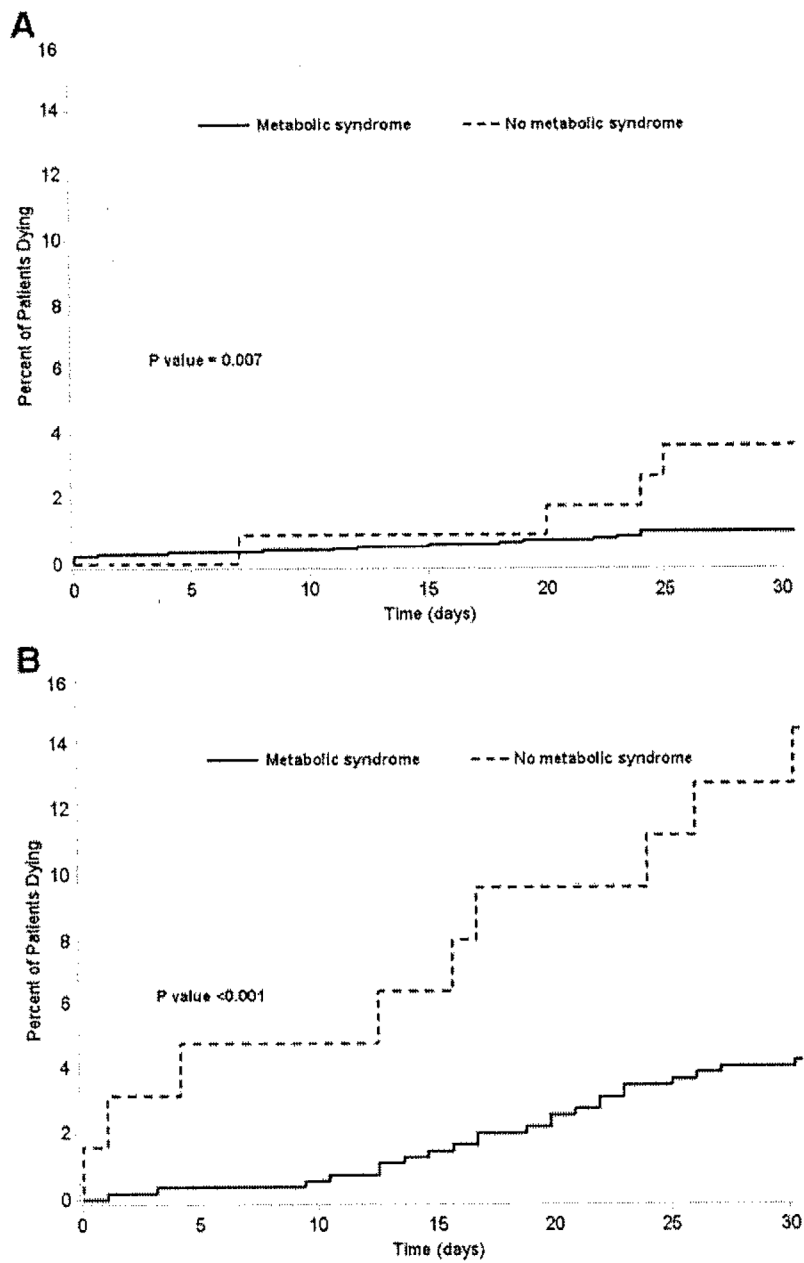 A
16
14
Metabolic syndrome No metabolic syndrome
12
10
8
P value = 0.007
6
4
2
0
0 5 10 15 20 25 30
Percent of Patients Dying
Time (days)
B
16
14
Metabolic syndrome No metabolic syndrome
12
10
8
P value <0.001
6
4
2
0
0 5 10 15 20 25 30
Percent of Patients Dying
Time (days)